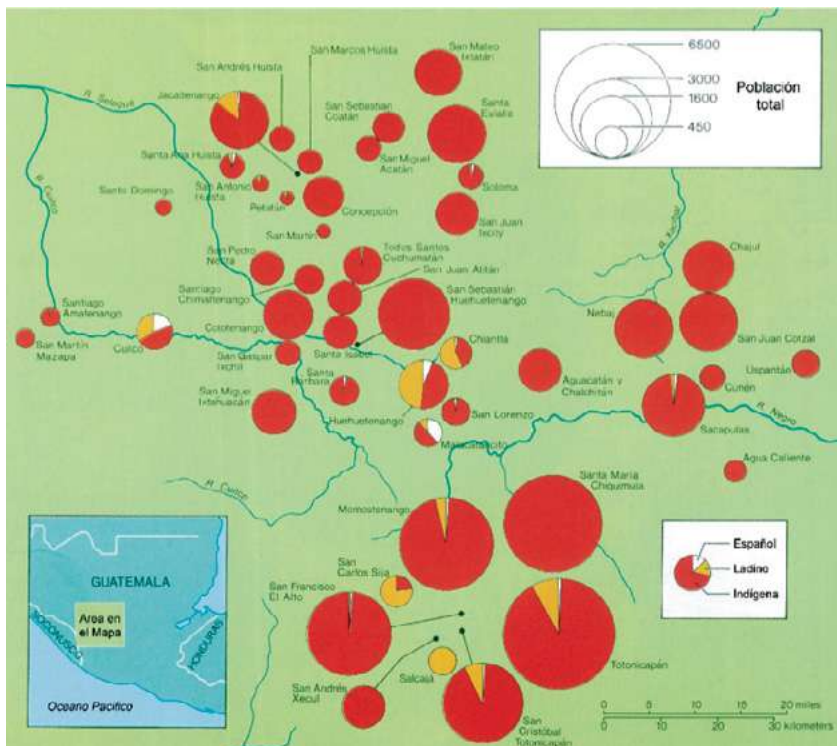 San Mateo
Ixtatán
San Marcos Huista
San Andrés Huista
Jacaltenango
R. Selegua
San Sebastián
Coatán
Santa
Eulalia
San Miguel
Acatán
Santa Ana Huista
Soloma
R. Cuilco
San Antonio
Huista
Petatán
Santo Domingo
Concepción
San Juan
Ixcoy
San Martín
San Pedro
Necta
Todos Santos
Cuchumatán
San Juan Atitán
Santiago
Chimaltenango
San Sebastián
Huehuetenango
Colotenango
Santiago
Amatenango
San Martín
Mazapa
Cuilco
San Gaspar
Ixchil
Santa Isabel
Chiantla
Santa
Bárbara
San Miguel
Ixtahuacán
Huehuetenango
San Lorenzo
Malacatancito
Aguacatán y
Chalchitán
R. Xacbal
Chajul
Nebaj
San Juan Cotzal
Uspantán
Cunén
Sacapulas
R. Negro
Agua Caliente
R. Cuilco
Santa María
Chiquimula
Momostenango
San
Carlos Sija
San Francisco
El Alto
Totonicapán
Salcajá
San Andrés
Xecul
San
Cristóbal
Totonicapán
6500
3000
1600
450
Población
total
Español
Ladino
Indígena
GUATEMALA
Area en
el Mapa
SOCONUSCO
HONDURAS
Oceano Pacifico
0
10
20 miles
0
10
20
30 kilometers